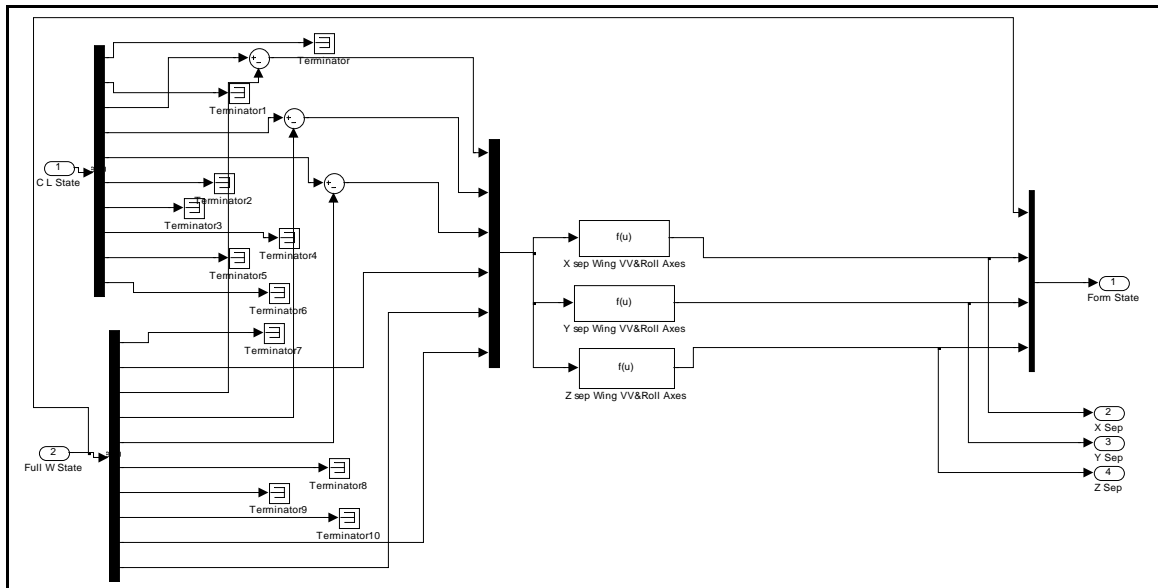 Terminator
+
-
Terminator1
+
-
1
C L State
+
-
Terminator2
Terminator3
Terminator4
Terminator5
Terminator6
Terminator7
f(u)
X sep Wing VV&Roll Axes
f(u)
Y sep Wing VV&Roll Axes
f(u)
Z sep Wing VV&Roll Axes
1
Form State
2
X Sep
3
Y Sep
4
Z Sep
2
Full W State
Terminator8
Terminator9
Terminator10